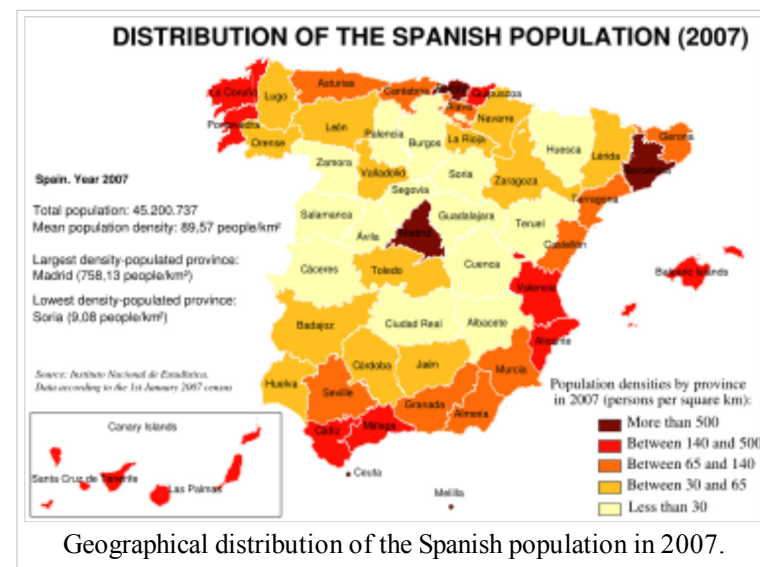 DISTRIBUTION OF THE SPANISH POPULATION (2007)
La Coruña
Lugo
Asturias
Cantabria
Guipuscoa
Álava
Navarre
Pontevedra
Orense
León
Palencia
Burgos
La Rioja
Huesca
Lérida
Gerona
Barcelona
Zamora
Valladolid
Soria
Zaragoza
Tarragona
Segovia
Salamanca
Ávila
Madrid
Guadalajara
Teruel
Castellón
Cáceres
Toledo
Cuenca
Valencia
Balearic Islands
Badajoz
Ciudad Real
Albacete
Alicante
Huelva
Córdoba
Jaén
Murcia
Seville
Granada
Almería
Cádiz
Málaga
Ceuta
Melilla
Spain. Year 2007
Total population: 45.200.737
Mean population density: 89,57 people/km²
Largest density-populated province:
Madrid (758,13 people/km²)
Lowest density-populated province:
Soria (9,08 people/km²)
Source: Instituto Nacional de Estadística.
Data according to the 1st January 2007 census
Canary Islands
Santa Cruz de Tenerife
Las Palmas
Population densities by province
in 2007 (persons per square km):
More than 500
Between 140 and 500
Between 65 and 140
Between 30 and 65
Less than 30
Geographical distribution of the Spanish population in 2007.